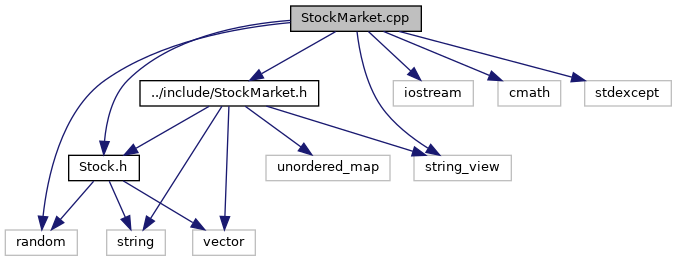 StockMarket.cpp
../include/StockMarket.h
iostream
cmath
stdexcept
Stock.h
unordered_map
string_view
random
string
vector